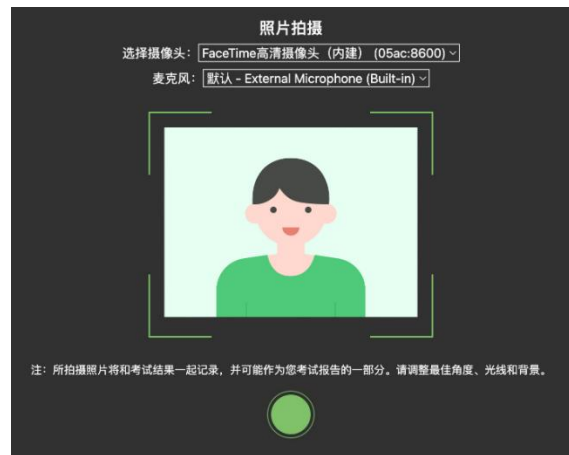 照片拍摄
选择摄像头： FaceTime高清摄像头（内建） (05ac:8600)
麦克风： 默认 - External Microphone (Built-in)
注：所拍摄照片将和考试结果一起记录，并可能作为您考试报告的一部分。请调整最佳角度、光线和背景。